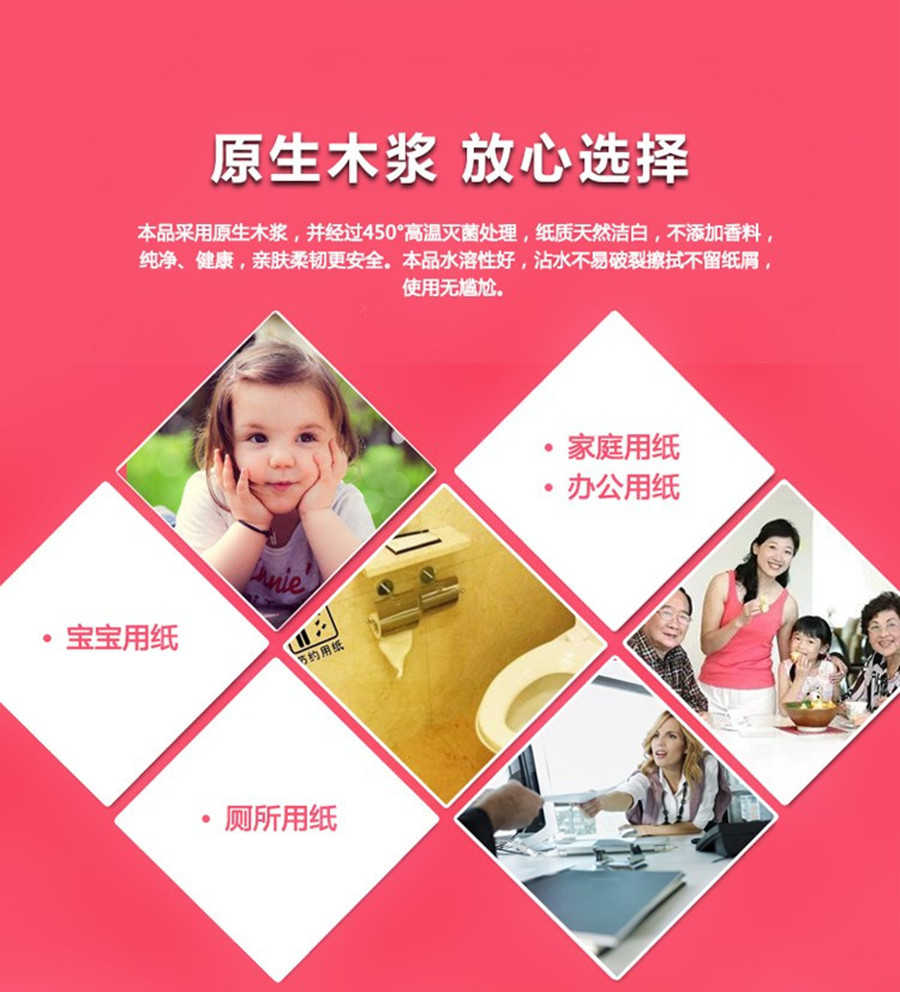 原生木浆 放心选择
本品采用原生木浆，并经过450°高温灭菌处理，纸质天然洁白，不添加香料，
纯净、健康，亲肤柔韧更安全。本品水溶性好，沾水不易破裂擦拭不留纸屑，
使用无尴尬。
• 家庭用纸
• 办公用纸
• 宝宝用纸
节约用纸
• 厕所用纸